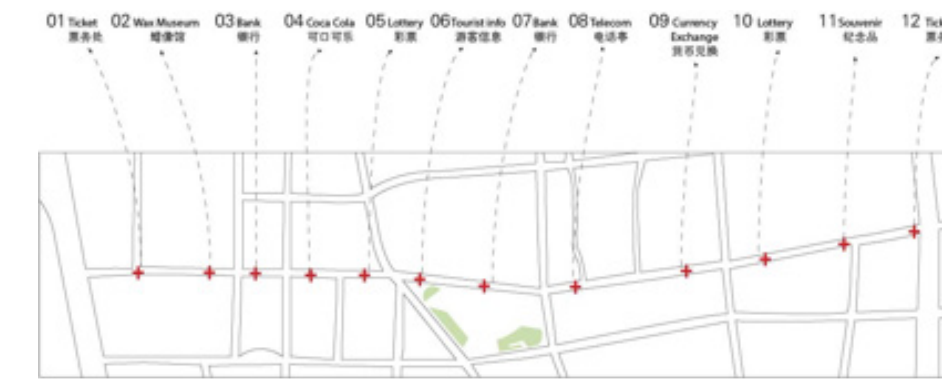 01 Ticket
票务处
02 Wax Museum
蜡像馆
03 Bank
银行
04 Coca Cola
可口可乐
05 Lottery
彩票
06 Tourist info
游客信息
07 Bank
银行
08 Telecom
电话亭
09 Currency
Exchange
货币兑换
10 Lottery
彩票
11 Souvenir
纪念品
12 Tic
票务